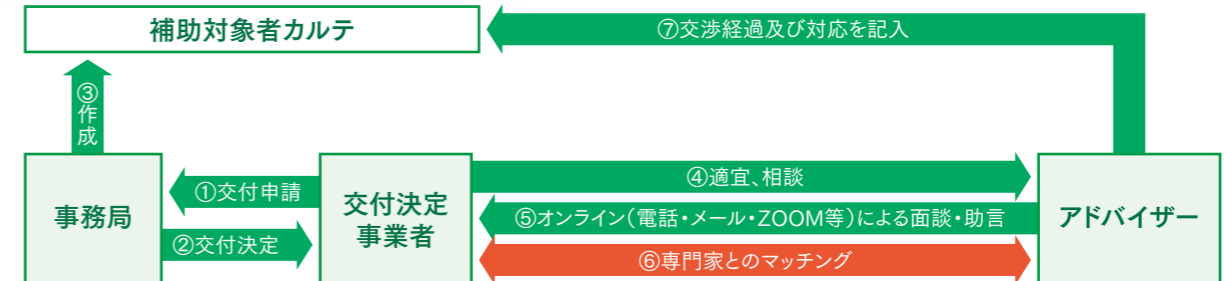 補助対象者カルテ
⑦交渉経過及び対応を記入
③作成
事務局
①交付申請
②交付決定
交付決定
事業者
④適宜、相談
⑤オンライン(電話・メール・ZOOM等)による面談・助言
⑥専門家とのマッチング
アドバイザー